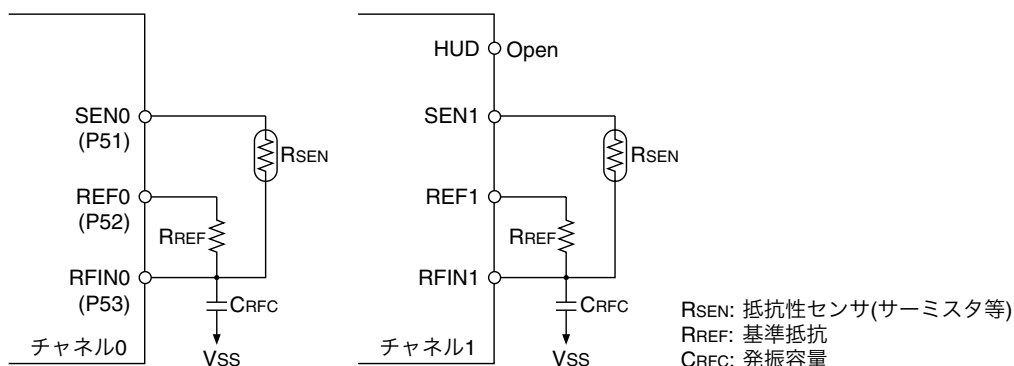 SEN0
(P51)
RSEN
REF0
(P52)
RREF
RFIN0
(P53)
CRFC
チャネル0
VSS
HUD
Open
SEN1
RSEN
REF1
RREF
RFIN1
CRFC
チャネル1
VSS
RSEN: 抵抗性センサ(サーミスタ等)
RREF: 基準抵抗
CRFC: 発振容量